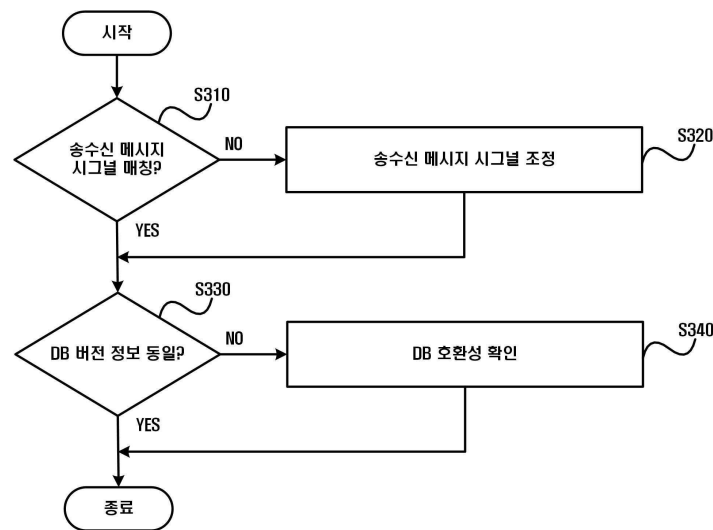 시작
S310
송수신 메시지
시그널 매칭?
NO
송수신 메시지 시그널 조정
S320
YES
S330
DB 버전 정보 동일?
NO
DB 호환성 확인
S340
YES
종료